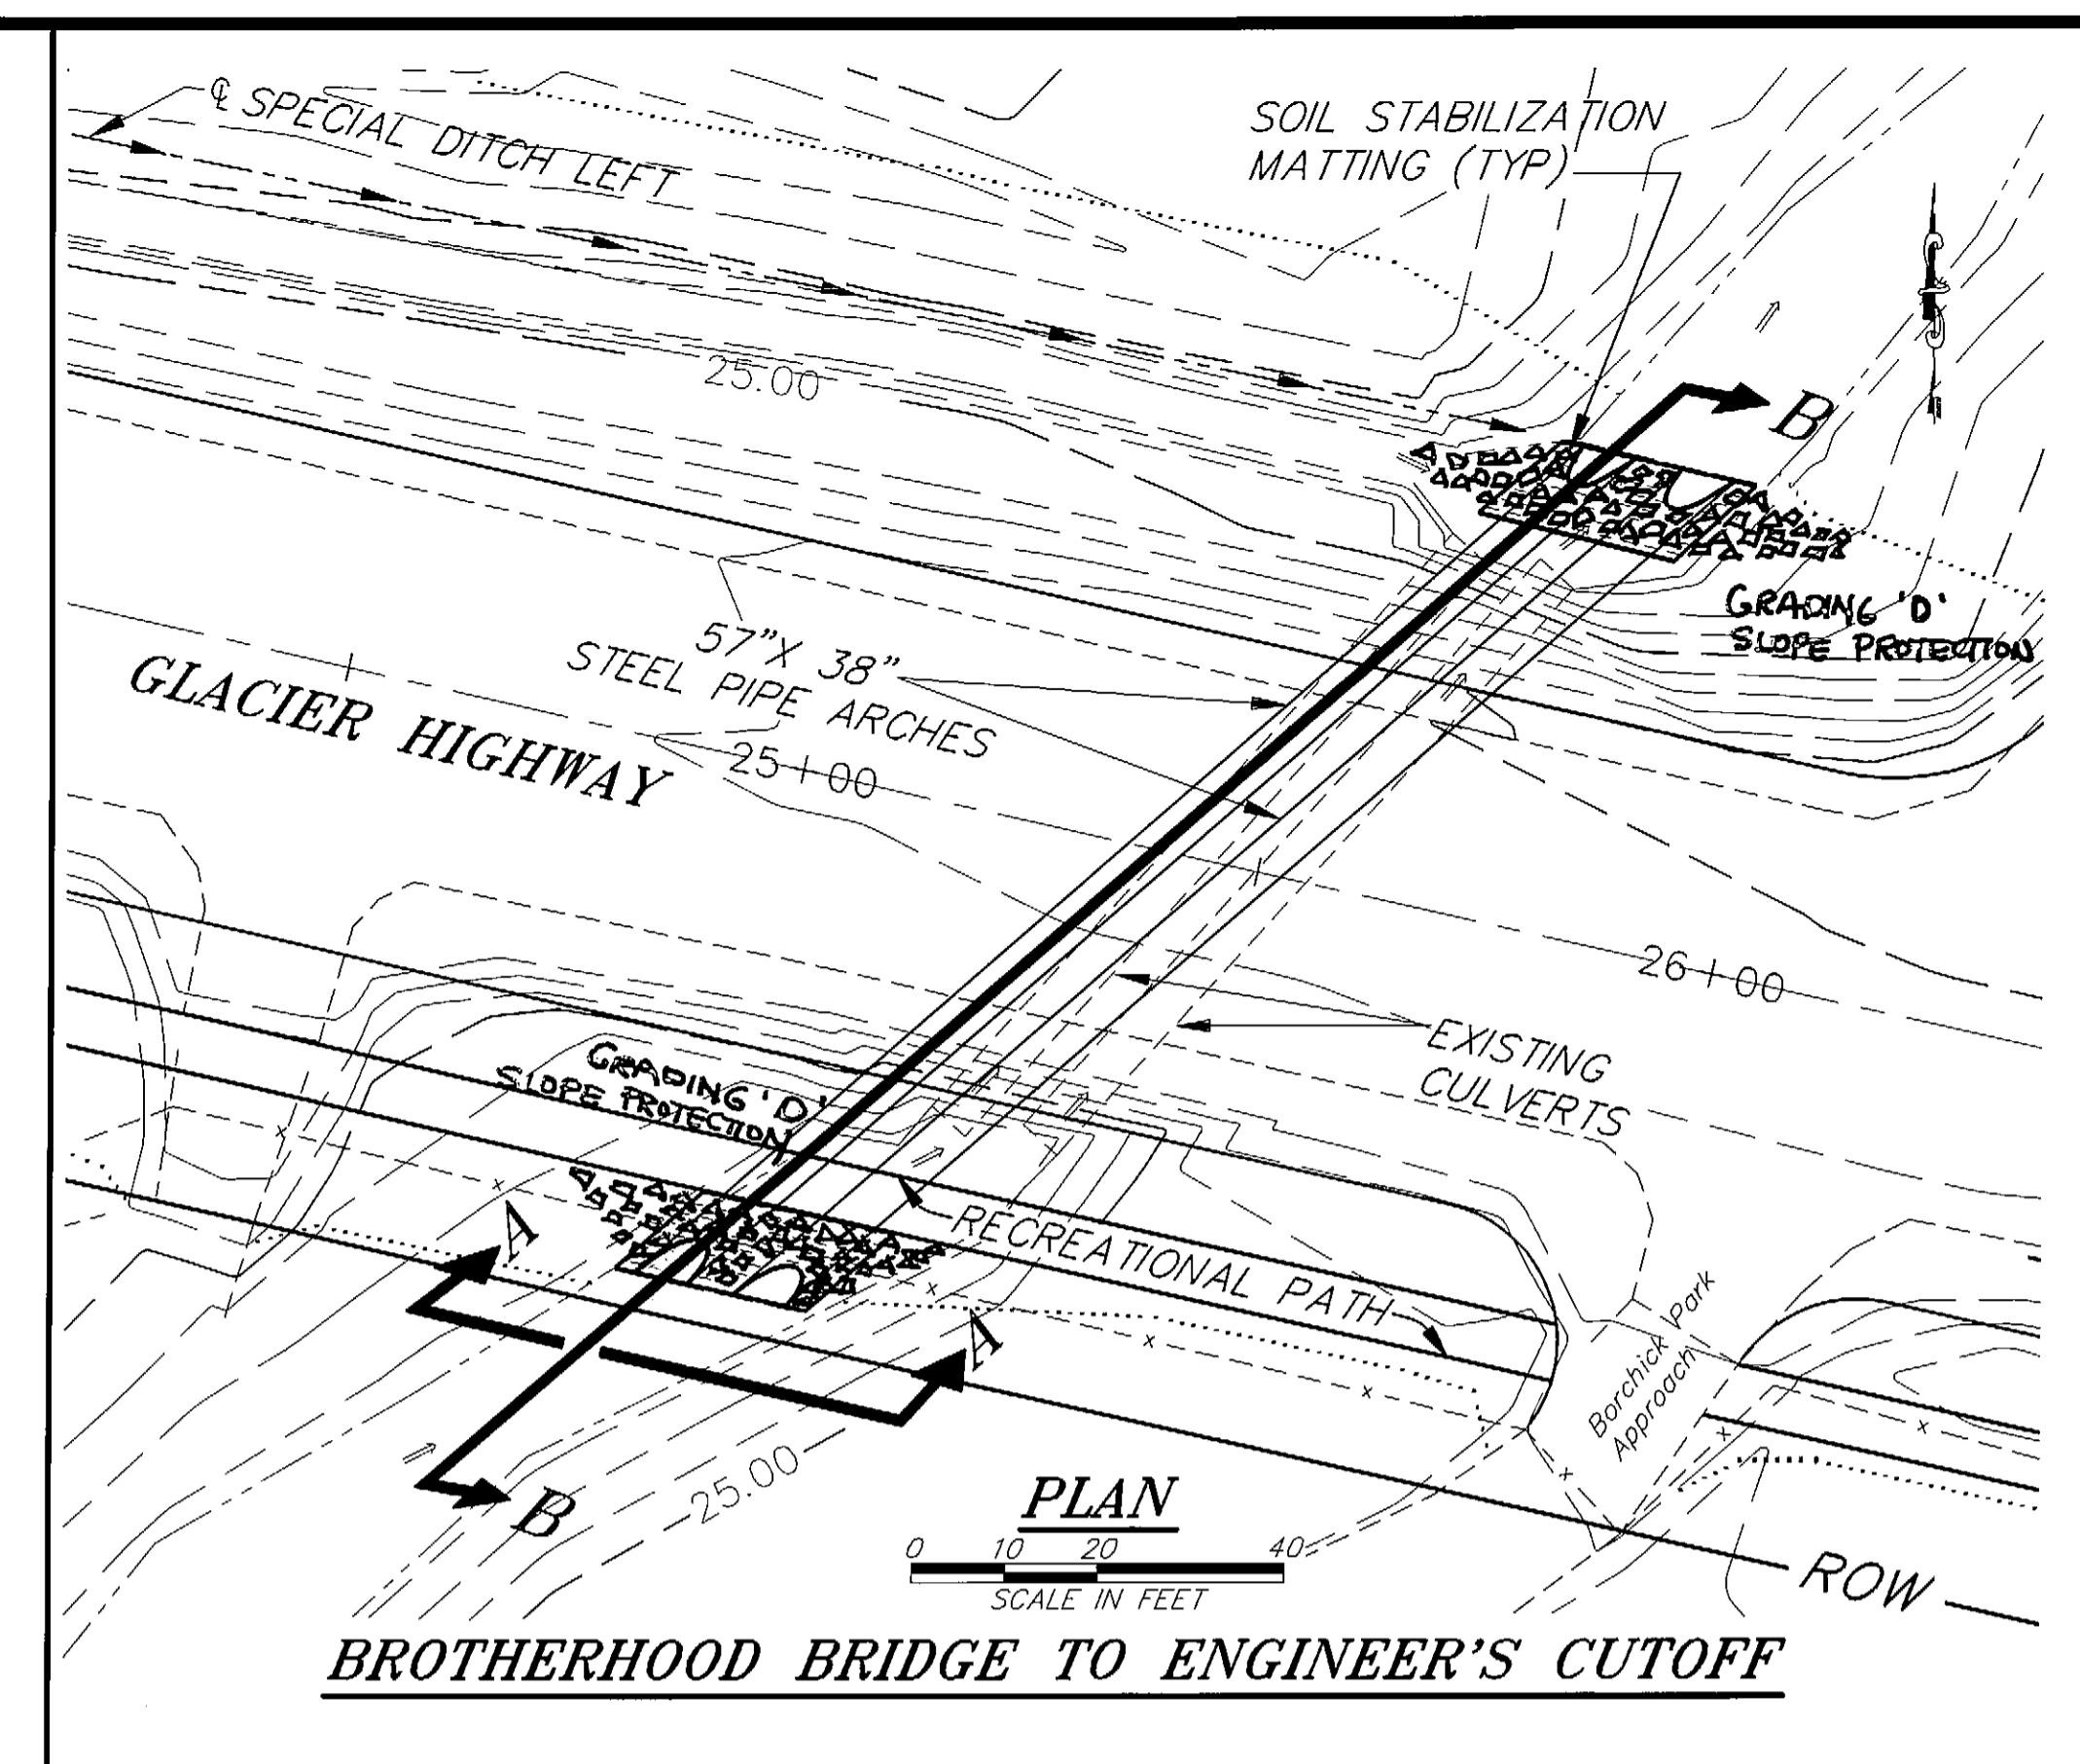 ℄ SPECIAL DITCH LEFT
SOIL STABILIZATION
MATTING (TYP)
25.00
B
GRADING 'D'
SLOPE PROTECTION
57"X 38"
STEEL PIPE ARCHES
GLACIER HIGHWAY
25+00
26+00
EXISTING
CULVERTS
GRADING 'D'
SLOPE PROTECTION
A
RECREATIONAL PATH
A
Borchick Park
Approach
B
25.00
PLAN
0 10 20 40
SCALE IN FEET
ROW
BROTHERHOOD BRIDGE TO ENGINEER'S CUTOFF